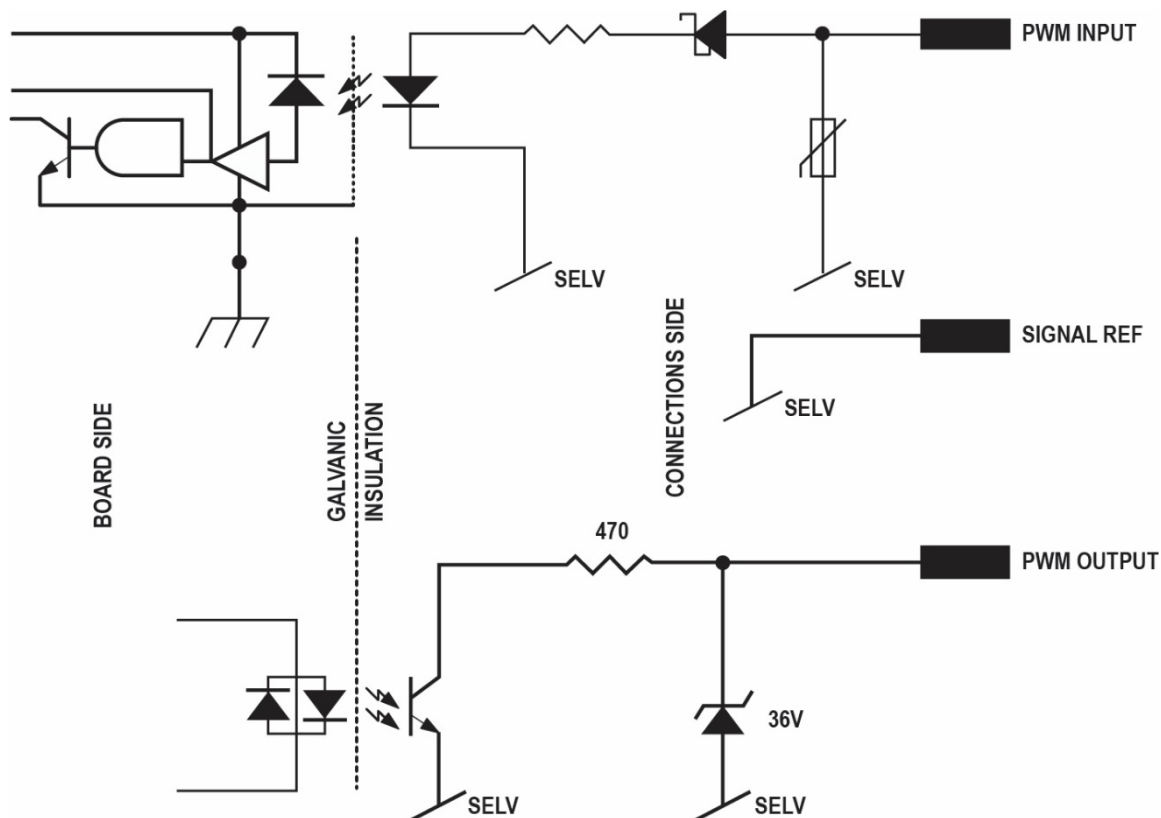 PWM INPUT
SELV
SELV
SIGNAL REF
SELV
BOARD SIDE
GALVANIC
INSULATION
CONNECTIONS SIDE
470
PWM OUTPUT
36V
SELV
SELV